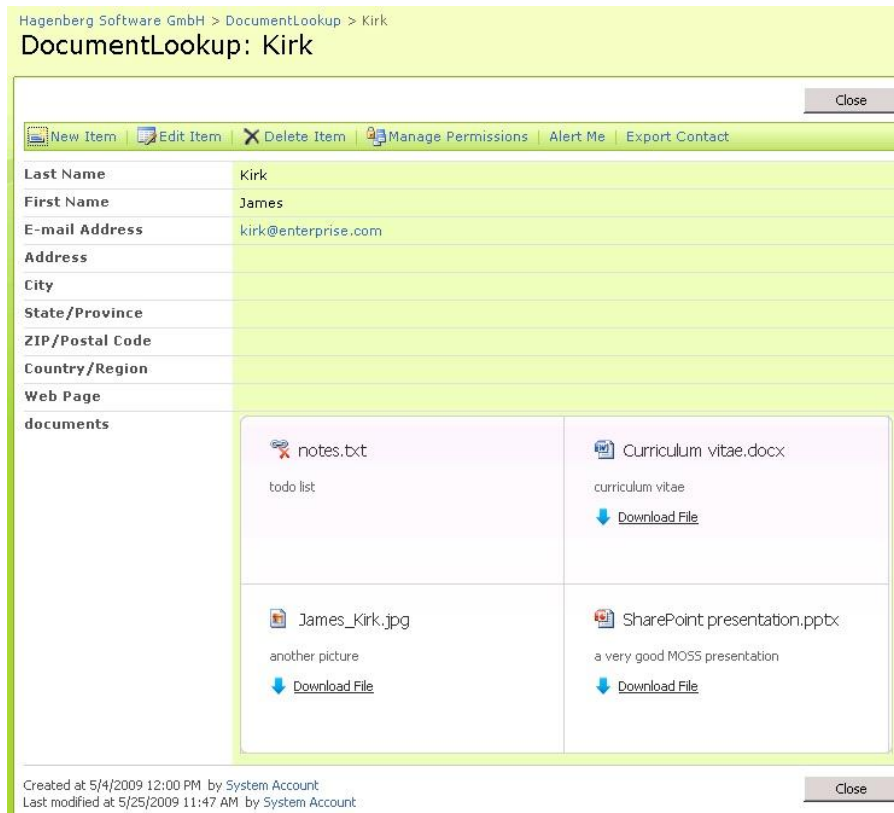 Hagenberg Software GmbH > DocumentLookup > Kirk
DocumentLookup: Kirk
Close
New Item | Edit Item | Delete Item | Manage Permissions | Alert Me | Export Contact
Last Name Kirk
First Name James
E-mail Address kirk@enterprise.com
Address
City
State/Province
ZIP/Postal Code
Country/Region
Web Page
documents
notes.txt
todo list
Curriculum vitae.docx
curriculum vitae
Download File
James_Kirk.jpg
another picture
Download File
SharePoint presentation.pptx
a very good MOSS presentation
Download File
Created at 5/4/2009 12:00 PM by System Account
Last modified at 5/25/2009 11:47 AM by System Account
Close